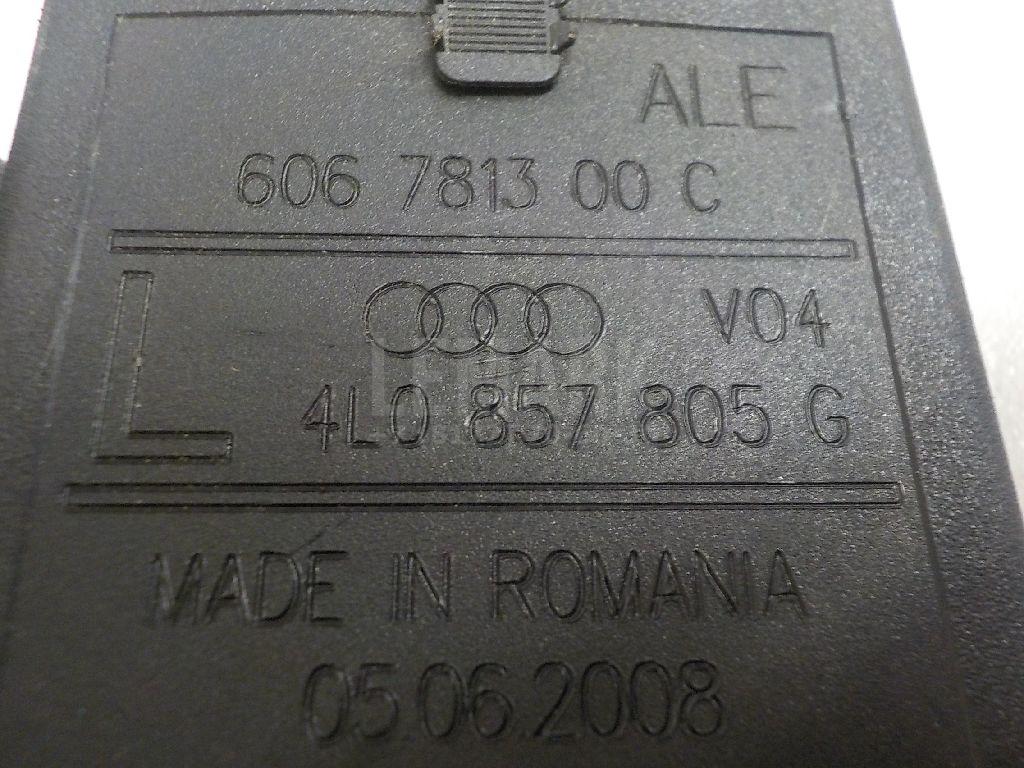 ALE
606 7813 00 C
L V04
4L0 857 805 G
MADE IN ROMANIA
05.06.2008